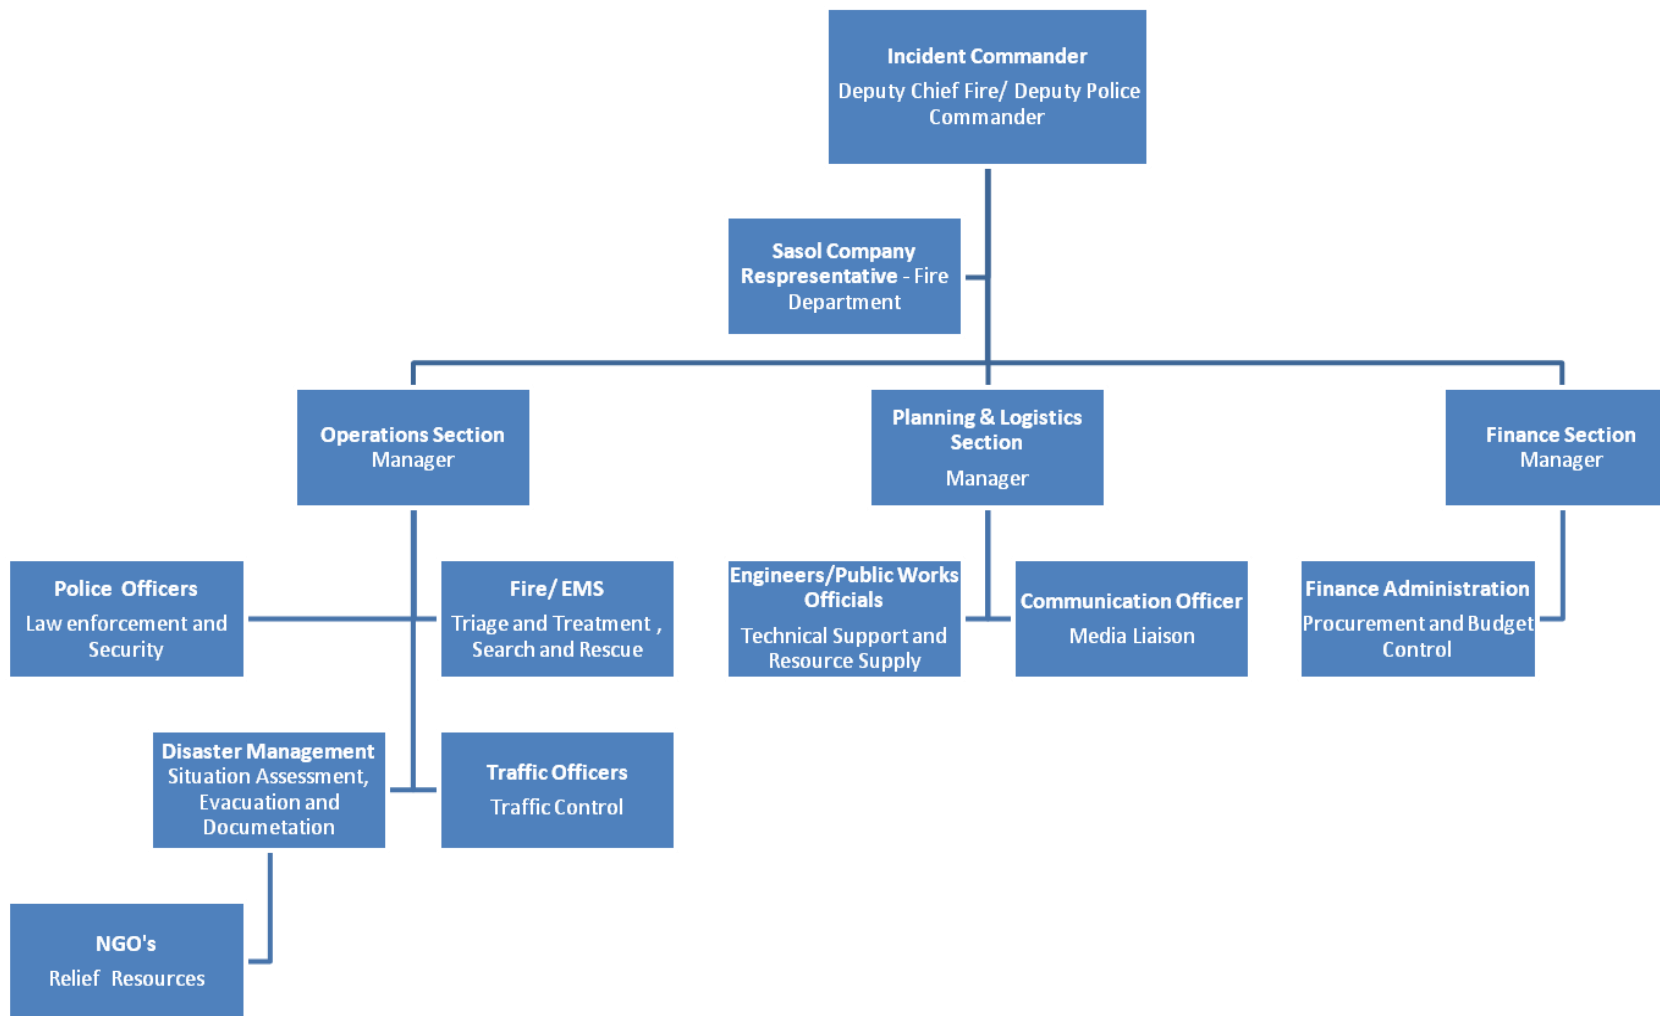 Incident Commander
Deputy Chief Fire/ Deputy Police
Commander
Sasol Company
Respresentative - Fire
Department
Operations Section
Manager
Planning & Logistics
Section
Manager
Finance Section
Manager
Police  Officers
Law enforcement and
Security
Fire/ EMS
Triage and Treatment ,
Search and Rescue
Engineers/Public Works
Officials
Technical Support and
Resource Supply
Communication Officer
Media Liaison
Finance Administration
Procurement and Budget
Control
Disaster Management
Situation Assessment,
Evacuation and
Documetation
Traffic Officers
Traffic Control
NGO's
Relief  Resources